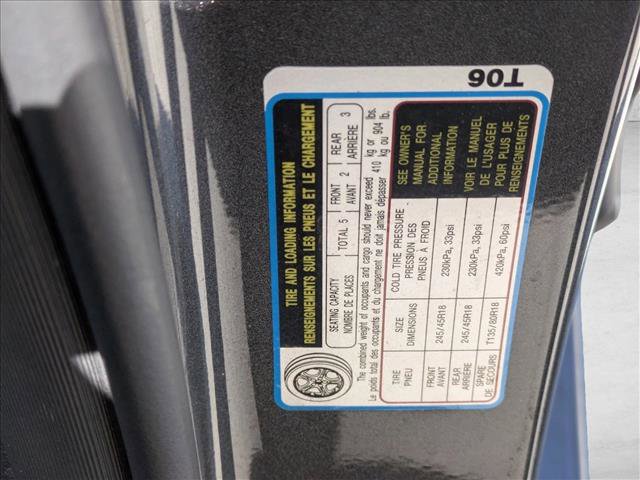 TIRE AND LOADING INFORMATION
RENSEIGNEMENTS SUR LES PNEUS ET LE CHARGEMENT
SEATING CAPACITY TOTAL 5 FRONT 2 REAR 3
NOMBRE DE PLACES AVANT ARRIÈRE
The combined weight of occupants and cargo should never exceed 410 kg or 904 lbs.
Le poids total des occupants et du chargement ne doit jamais dépasser kg ou lb.
TIRE SIZE COLD TIRE PRESSURE
PNEU DIMENSIONS PRESSION DES
PNEUS À FROID
FRONT 245/45R18 230kPa, 33psi
AVANT
REAR 245/45R18 230kPa, 33psi
ARRIÈRE
SPARE T135/80R18 420kPa, 60psi
DE SECOURS
SEE OWNER'S
MANUAL FOR
ADDITIONAL
INFORMATION
VOIR LE MANUEL
DE L'USAGER
POUR PLUS DE
RENSEIGNEMENTS
T06